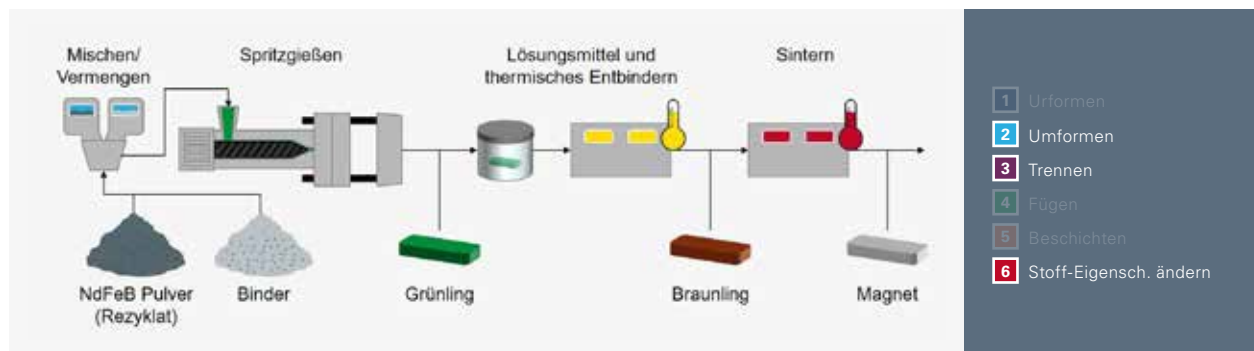 Mischen/
Vermengen
Spritzgießen
Lösungsmittel und
thermisches Entbindern
Sintern
NdFeB Pulver
(Rezyklat)
Binder
Grünling
Braunling
Magnet
1 Urformen
2 Umformen
3 Trennen
4 Fügen
5 Beschichten
6 Stoff-Eigensch. ändern